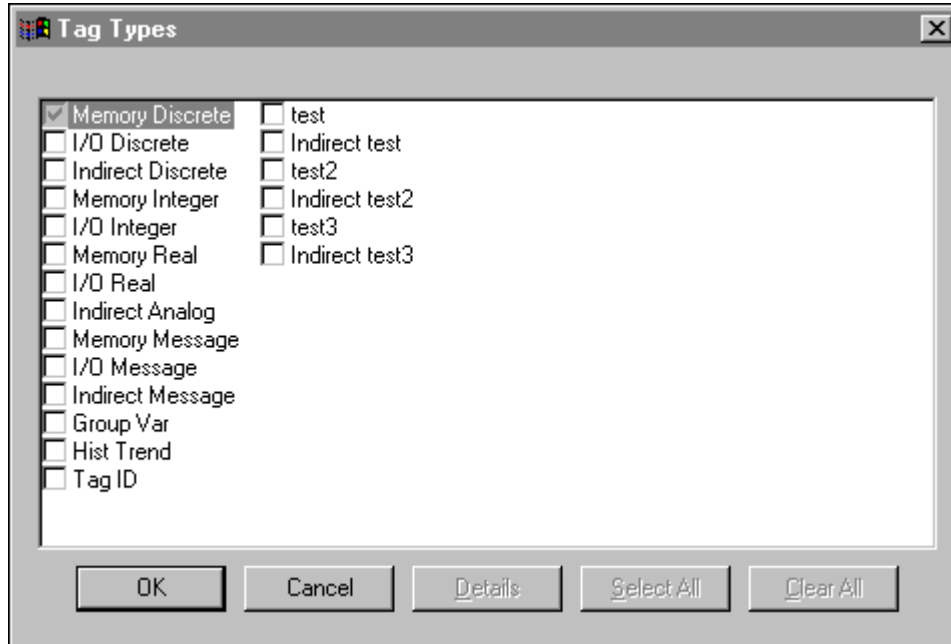 Tag Types
Memory Discrete
I/O Discrete
Indirect Discrete
Memory Integer
I/O Integer
Memory Real
I/O Real
Indirect Analog
Memory Message
I/O Message
Indirect Message
Group Var
Hist Trend
Tag ID
test
Indirect test
test2
Indirect test2
test3
Indirect test3
OK
Cancel
Details
Select All
Clear All